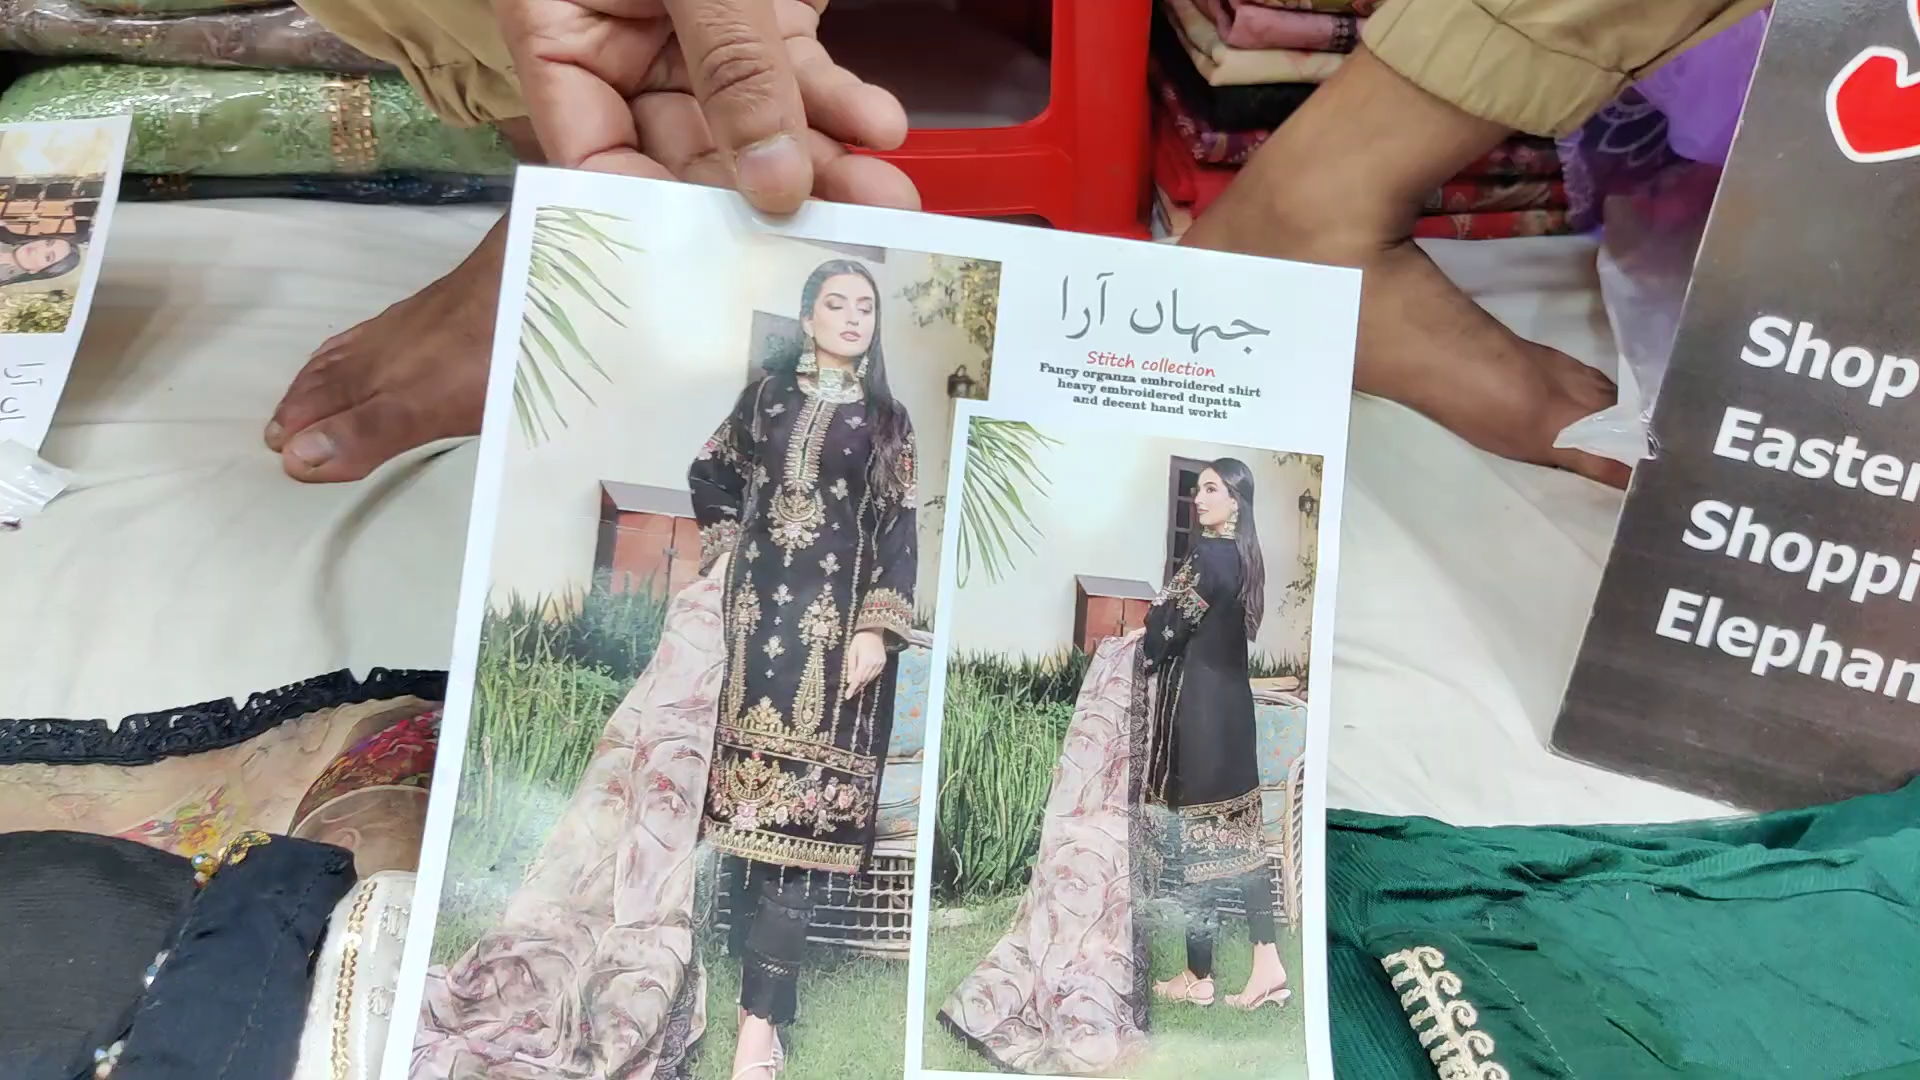 جہاں آرا
Stitch collection
Fancy organza embroidered shirt
heavy embroidered dupatta
and decent hand workt
Shop
Easter
Shoppi
Elephan
آرا